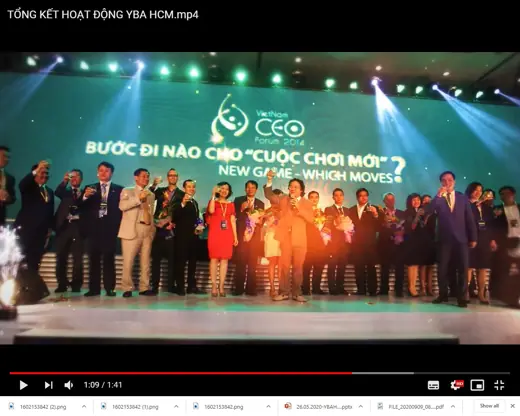 TỔNG KẾT HOẠT ĐỘNG YBA HCM.mp4
VietNam
CEO
Forum 2014
BƯỚC ĐI NÀO CHO "CUỘC CHƠI MỚI"?
NEW GAME - WHICH MOVES?
1:09 / 1:41
1602153842 (2).png
1602153842 (1).png
1602153842.png
26.05.2020-YBAH....pptx
FILE_20200909_06....pdf
Show all